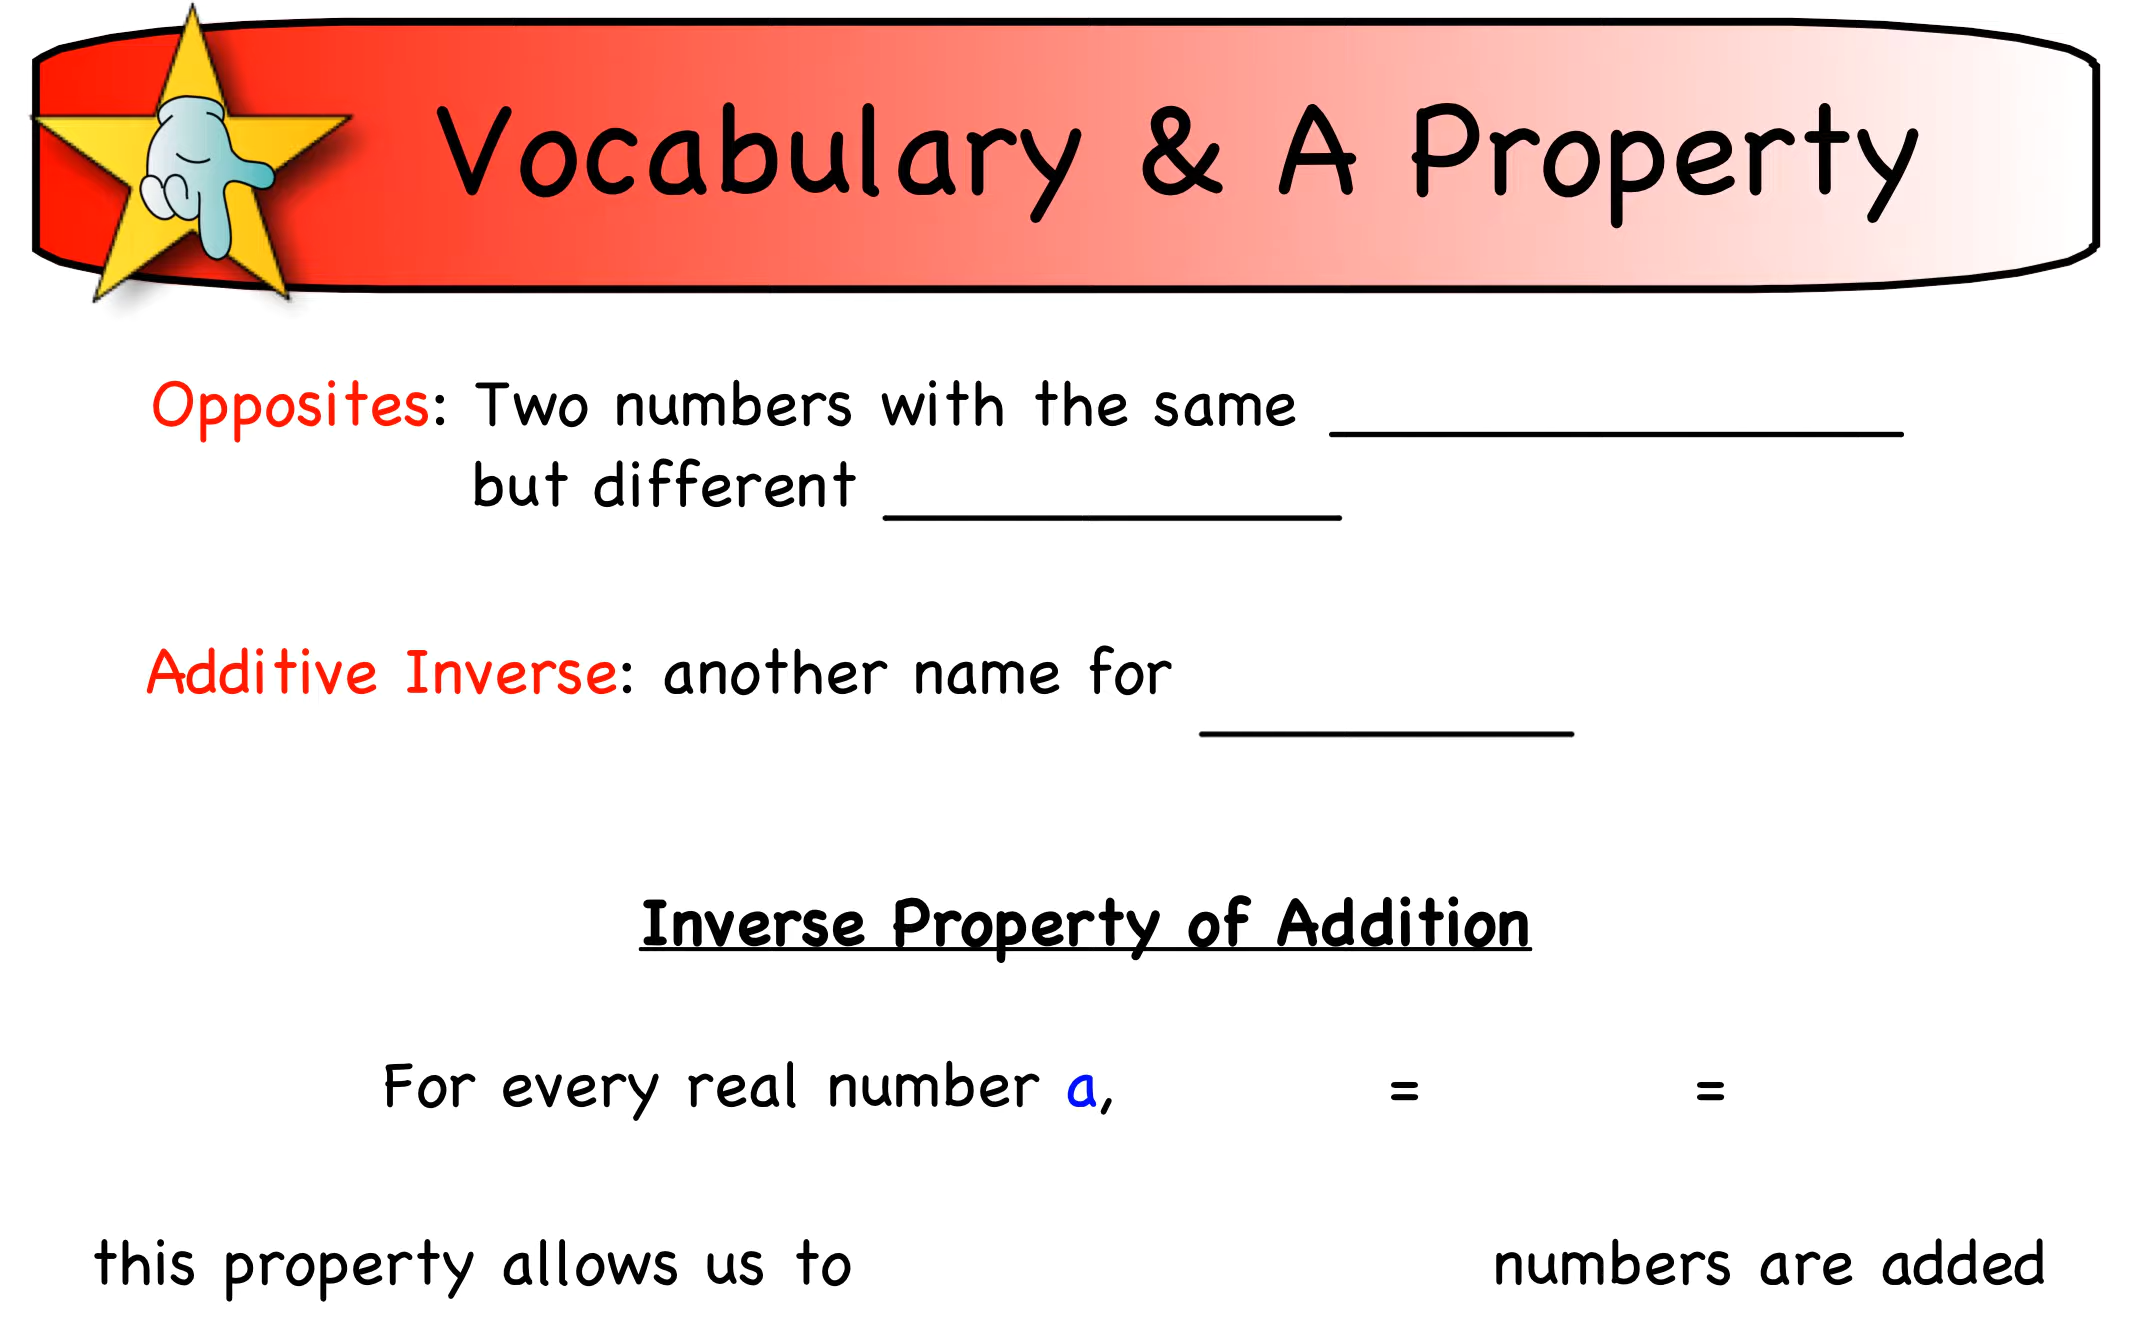 Vocabulary & A Property
Opposites: Two numbers with the same
but different
Additive Inverse: another name for
Inverse Property of Addition
For every real number a, = =
this property allows us to numbers are added